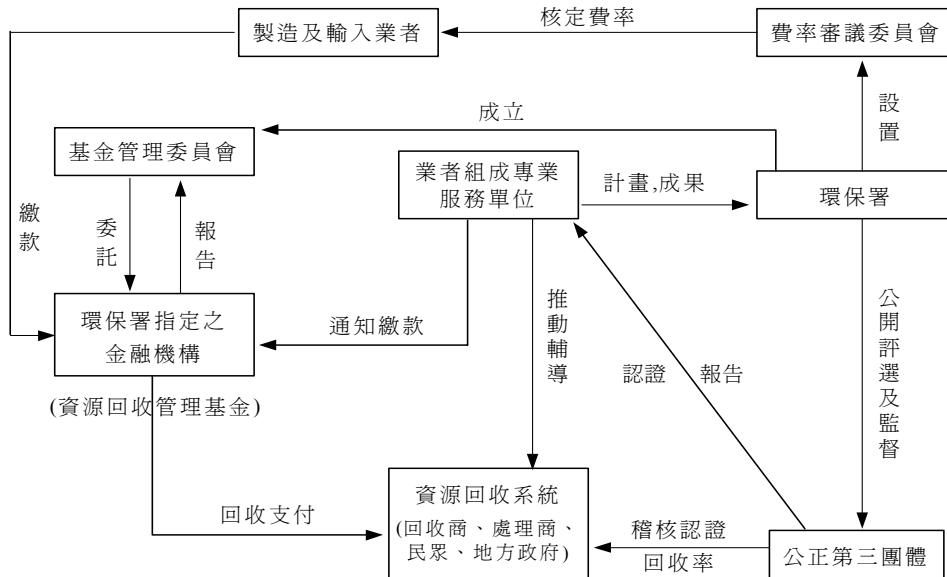 核定費率
製造及輸入業者
費率審議委員會
設置
成立
基金管理委員會
業者組成專業
服務單位
計畫,成果
環保署
繳款
委託
報告
環保署指定之
金融機構
通知繳款
推動輔導
公開評選及監督
認證 報告
(資源回收管理基金)
資源回收系統
(回收商、處理商、
民眾、地方政府)
回收支付
稽核認證
回收率
公正第三團體